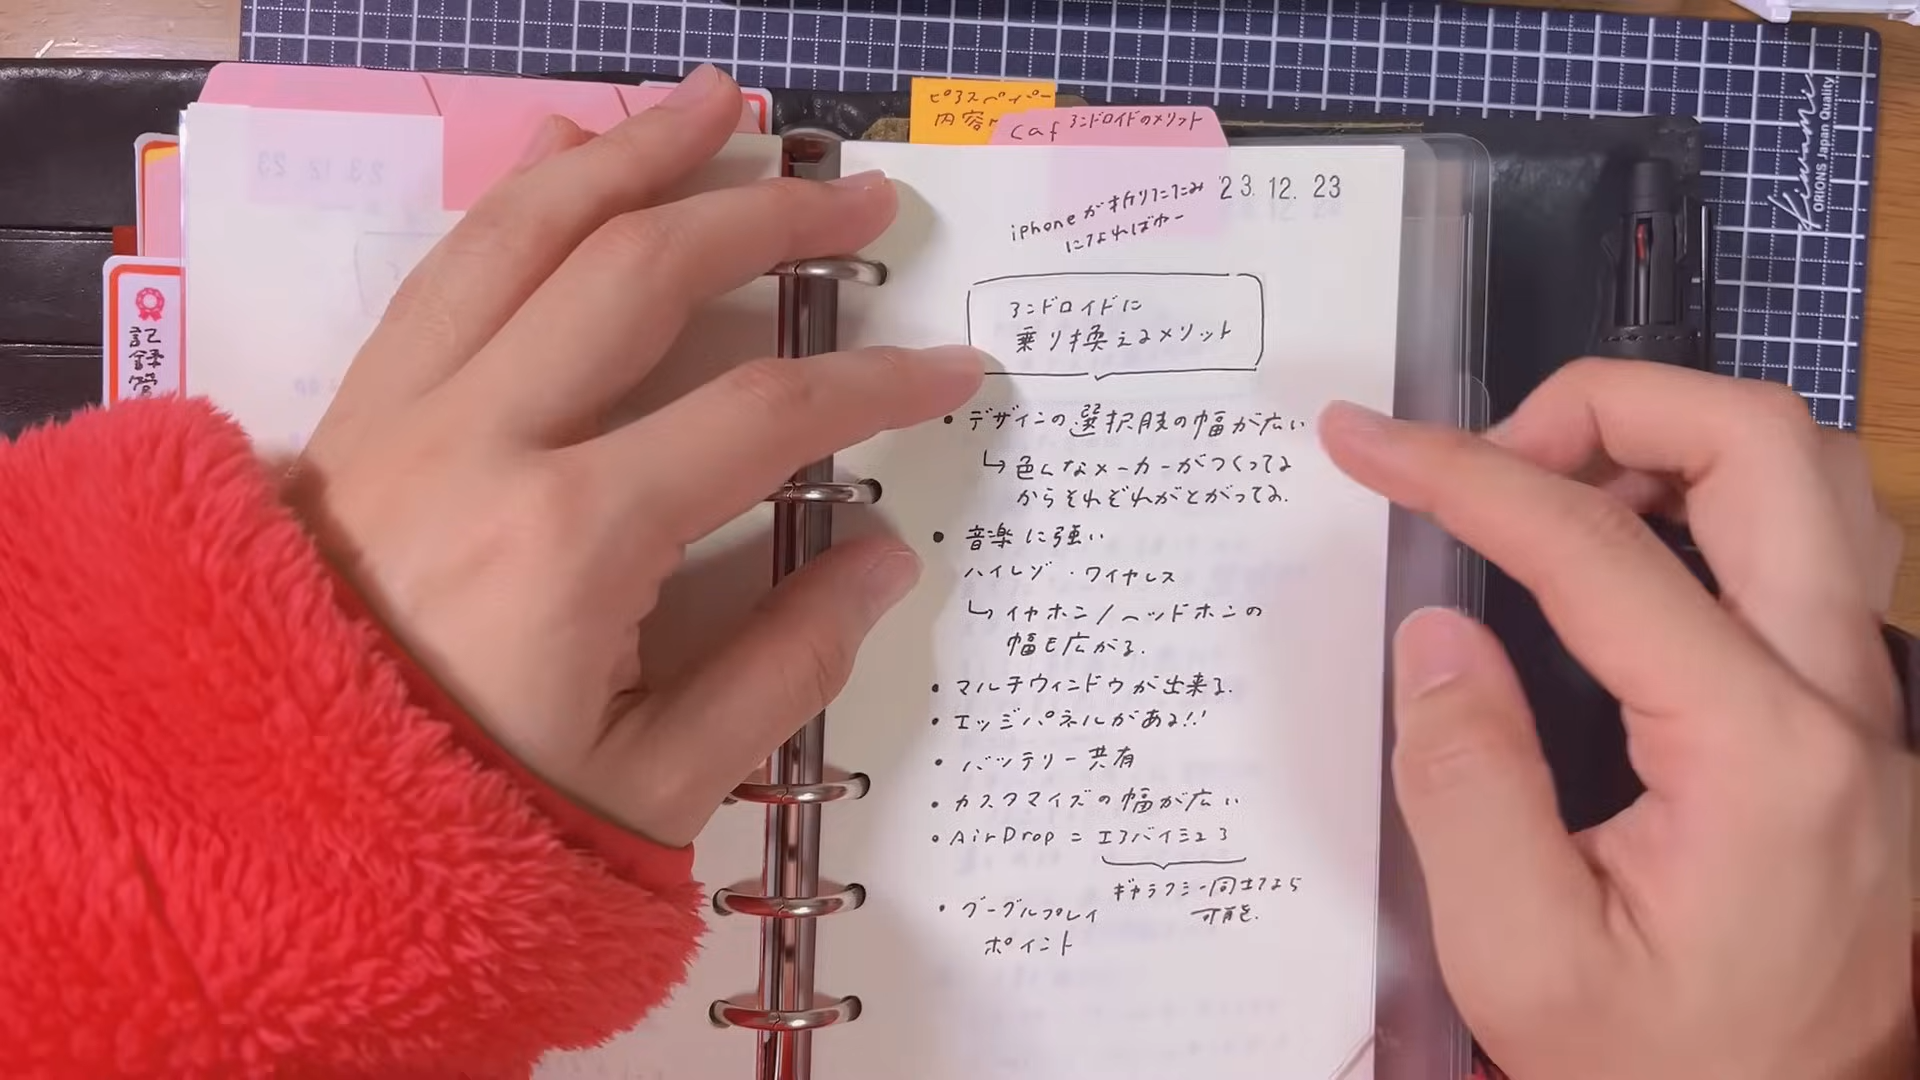 ピアスペーパー
内容
caf アンドロイドのメリット
'23.12.23
iphoneが折りたたみ
になればなー
アンドロイドに
乗り換えるメリット
• デザインの選択肢の幅が広い
↳ 色んなメーカーがつくってる
からそれぞれがとがってる.
• 音楽に強い
ハイレゾ・ワイヤレス
↳ イヤホン/ヘッドホンの
幅も広がる.
• マルチウィンドウが出来る.
• エッジパネルがある!!
• バッテリー共有
• カスタマイズの幅が広い
• AirDrop = エアバイミュア
ギャラクシー同士なら
可能.
• グーグルプレイ
ポイント
記録管
Kiwame
ORIONS Japan Quality